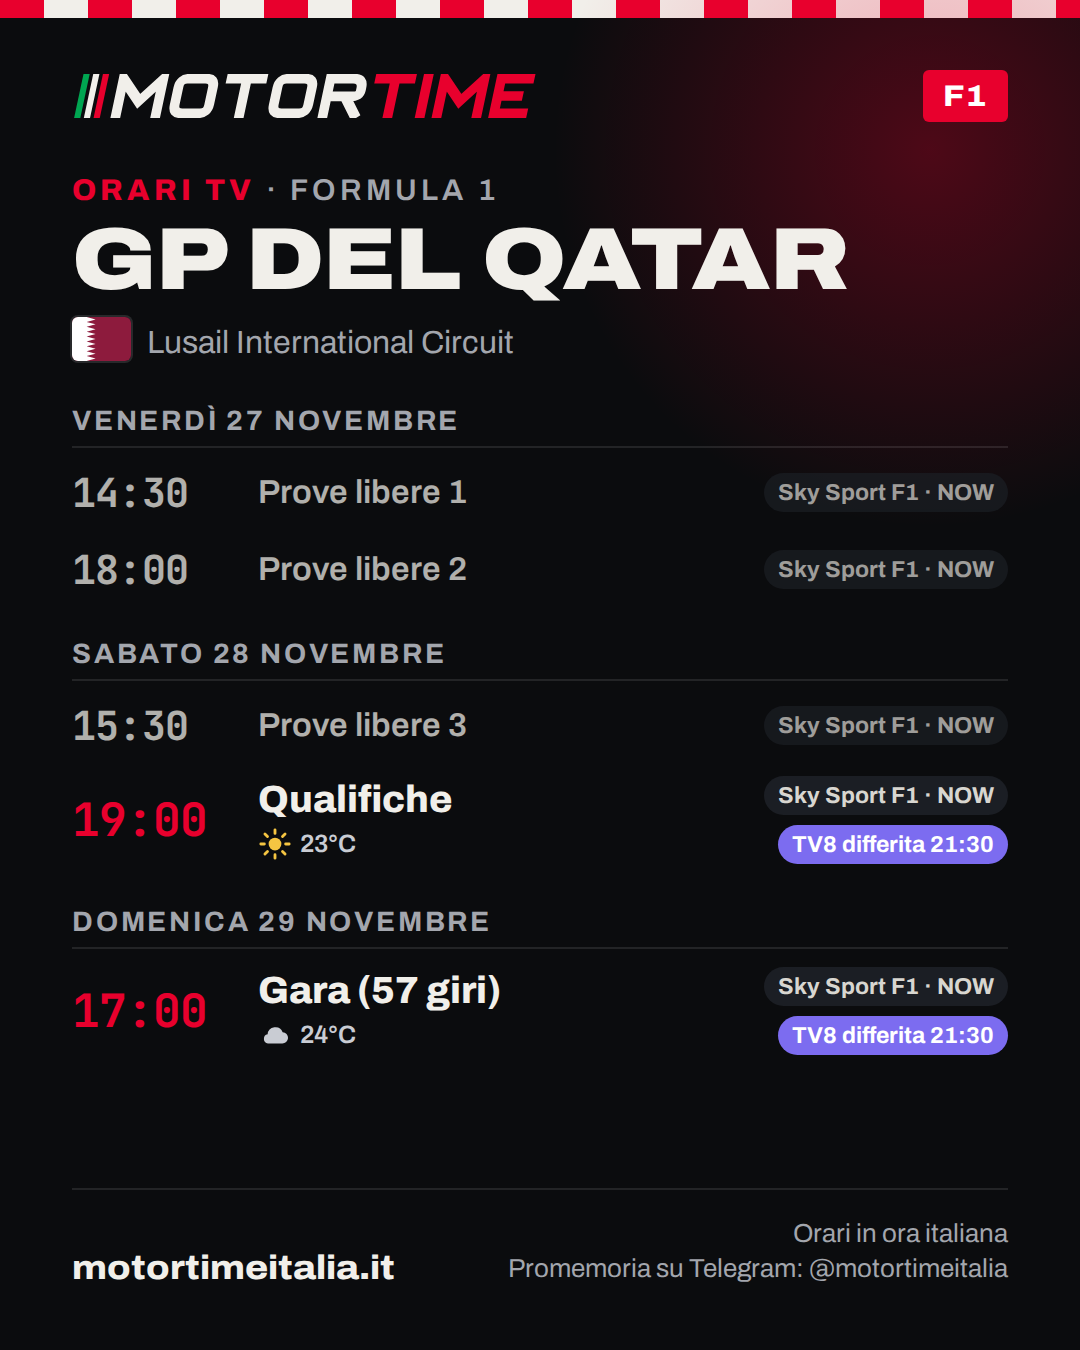 MOTORTIME
F1
ORARI TV · FORMULA 1
GP DEL QATAR
Lusail International Circuit
VENERDÌ 27 NOVEMBRE
14:30 Prove libere 1 Sky Sport F1 · NOW
18:00 Prove libere 2 Sky Sport F1 · NOW
SABATO 28 NOVEMBRE
15:30 Prove libere 3 Sky Sport F1 · NOW
19:00 Qualifiche Sky Sport F1 · NOW
23°C TV8 differita 21:30
DOMENICA 29 NOVEMBRE
17:00 Gara (57 giri) Sky Sport F1 · NOW
24°C TV8 differita 21:30
Orari in ora italiana
motortimeitalia.it Promemoria su Telegram: @motortimeitalia